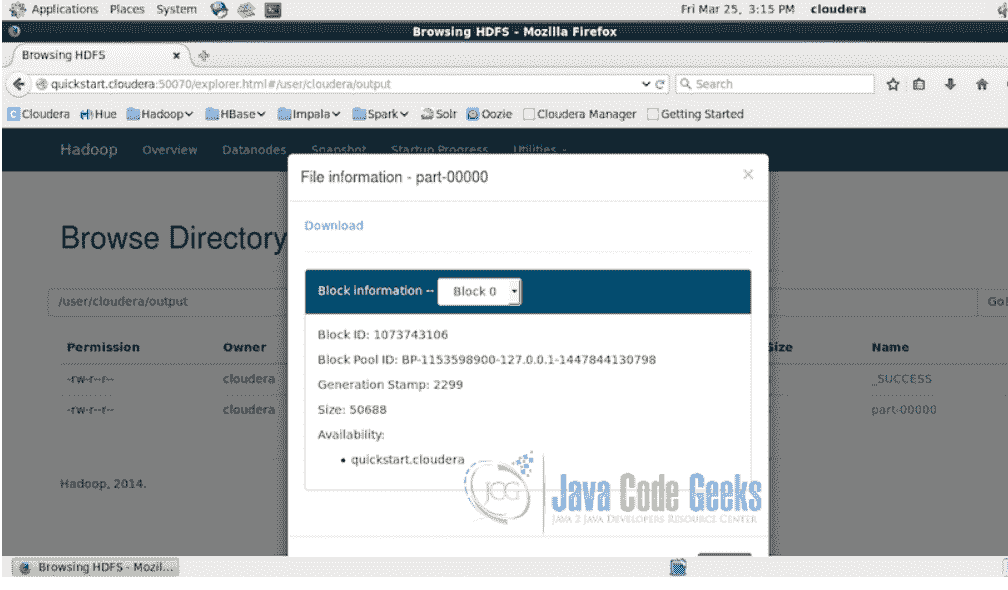 Applications Places System Fri Mar 25, 3:15 PM cloudera
Browsing HDFS - Mozilla Firefox
Browsing HDFS
quickstart.cloudera:50070/explorer.html#/user/cloudera/output Search
Cloudera Hue Hadoop HBase Impala Spark Solr Oozie Cloudera Manager Getting Started
Hadoop Overview Datanodes Snapshot Startup Progress Utilities
File information - part-00000 ×
Download
Browse Directory
Block information -- Block 0
/user/cloudera/output Go!
Block ID: 1073743106
Permission Owner Size Name
Block Pool ID: BP-1153598900-127.0.0.1-1447844130798
-rw-r--r-- cloudera _SUCCESS
Generation Stamp: 2299
-rw-r--r-- cloudera part-00000
Size: 50688
Availability:
quickstart.cloudera
Hadoop, 2014.
JCG
Java Code Geeks
JAVA 2 JAVA DEVELOPERS RESOURCE CENTER
Browsing HDFS - Mozil...